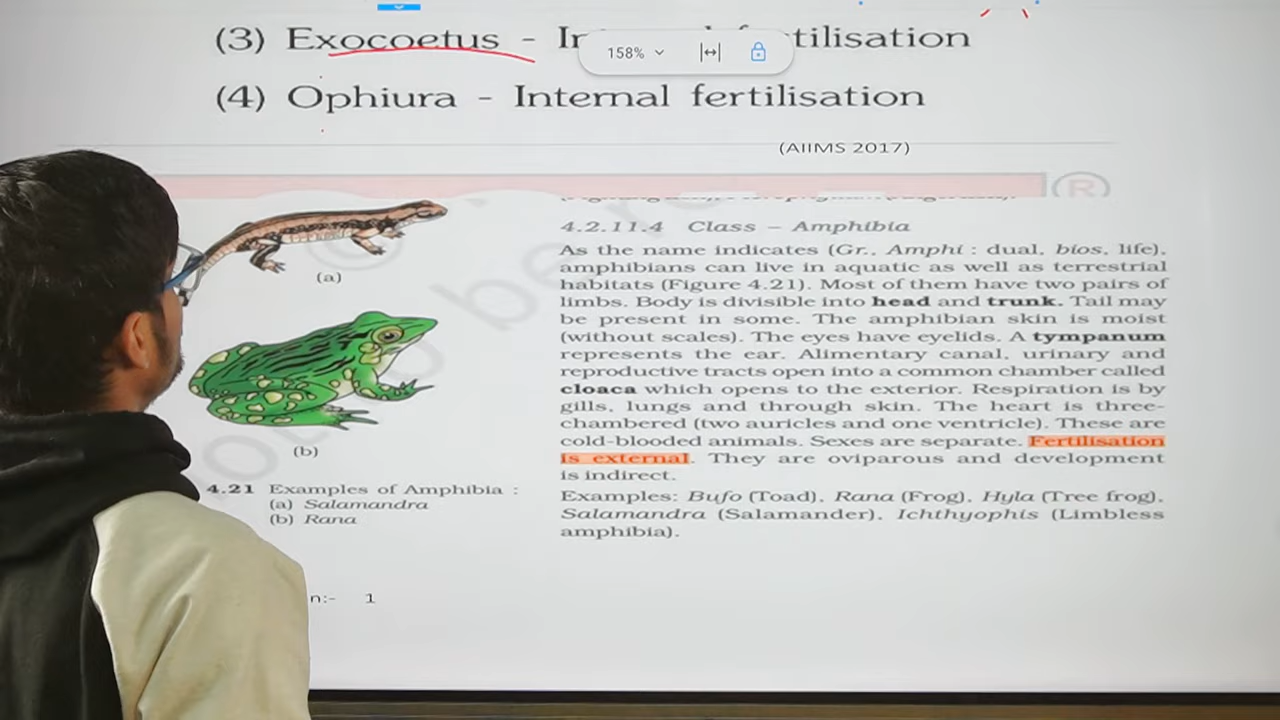 (3) Exocoetus - In tilisation
158%
(4) Ophiura - Internal fertilisation
(AIIMS 2017)
R
4.2.11.4 Class – Amphibia
As the name indicates (Gr., Amphi : dual, bios, life),
amphibians can live in aquatic as well as terrestrial
habitats (Figure 4.21). Most of them have two pairs of
limbs. Body is divisible into head and trunk. Tail may
be present in some. The amphibian skin is moist
(without scales). The eyes have eyelids. A tympanum
represents the ear. Alimentary canal, urinary and
reproductive tracts open into a common chamber called
cloaca which opens to the exterior. Respiration is by
gills, lungs and through skin. The heart is three-
chambered (two auricles and one ventricle). These are
cold-blooded animals. Sexes are separate. Fertilisation
is external. They are oviparous and development
is indirect.
Examples: Bufo (Toad), Rana (Frog), Hyla (Tree frog),
Salamandra (Salamander), Ichthyophis (Limbless
amphibia).
(a)
(b)
4.21 Examples of Amphibia :
(a) Salamandra
(b) Rana
n:- 1